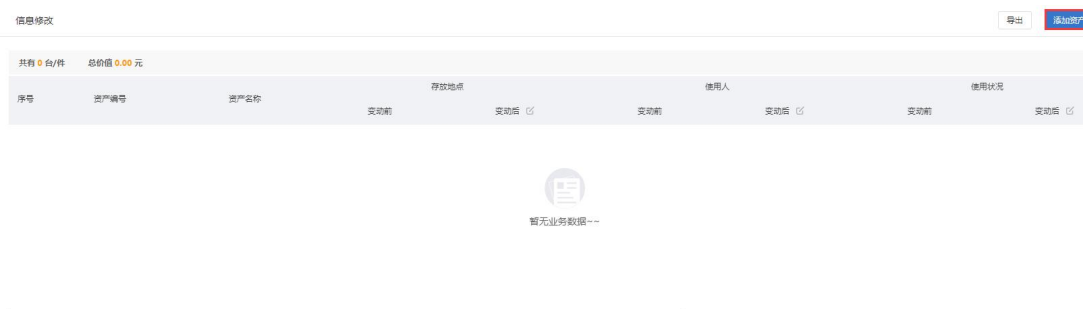 信息修改
导出
添加资产
共有 0 台/件 总价值 0.00 元
序号 资产编号 资产名称 存放地点 使用人 使用状况
变动前 变动后 变动前 变动后 变动前 变动后
暂无业务数据~~